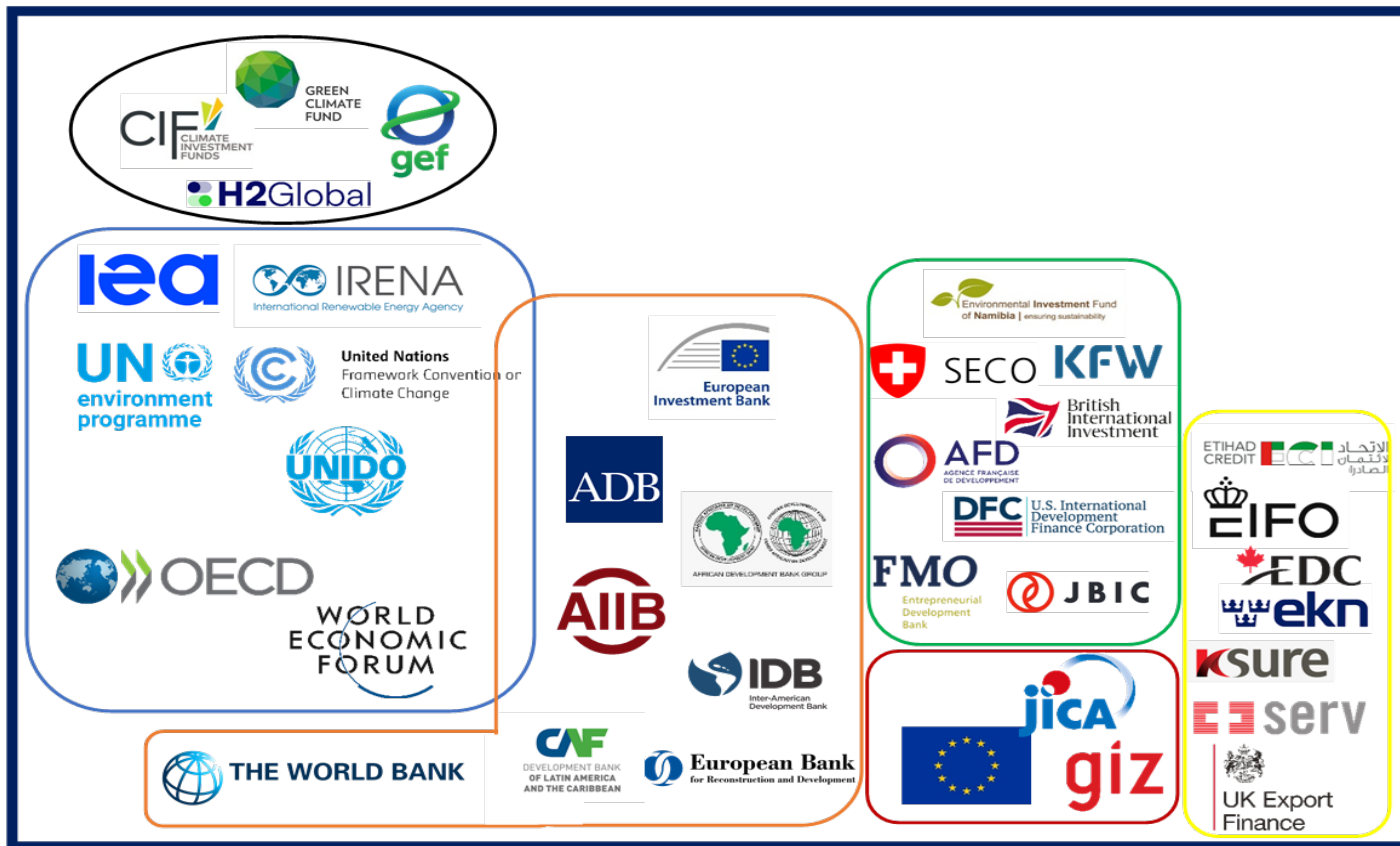 GREEN
CLIMATE
FUND
CIF
CLIMATE
INVESTMENT
FUNDS
gef
H2Global
iea
IRENA
International Renewable Energy Agency
UN
environment
programme
United Nations
Framework Convention on
Climate Change
UNIDO
OECD
WORLD
ECONOMIC
FORUM
THE WORLD BANK
European
Investment Bank
ADB
AFRICAN DEVELOPMENT BANK GROUP
AIIB
IDB
Inter-American
Development Bank
CAF
DEVELOPMENT BANK
OF LATIN AMERICA
AND THE CARIBBEAN
European Bank
for Reconstruction and Development
Environmental Investment Fund
of Namibia | ensuring sustainability
SECO
KFW
British
International
Investment
AFD
AGENCE FRANÇAISE
DE DÉVELOPPEMENT
DFC
U.S. International
Development
Finance Corporation
FMO
Entrepreneurial
Development
Bank
JBIC
jicA
giz
ETIHAD
CREDIT
ECI
الاتحاد
لائتمان
الصادرا
EIFO
EDC
ekn
Ksure
serv
UK Export
Finance